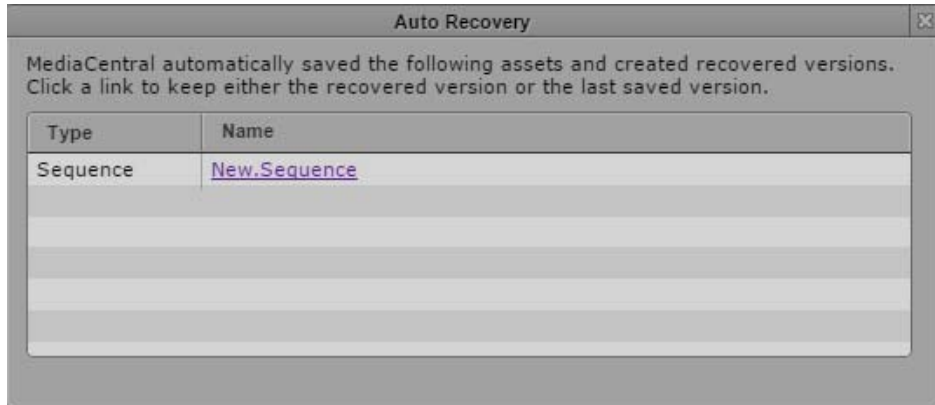 Auto Recovery
MediaCentral automatically saved the following assets and created recovered versions.
Click a link to keep either the recovered version or the last saved version.
Type Name
Sequence New.Sequence